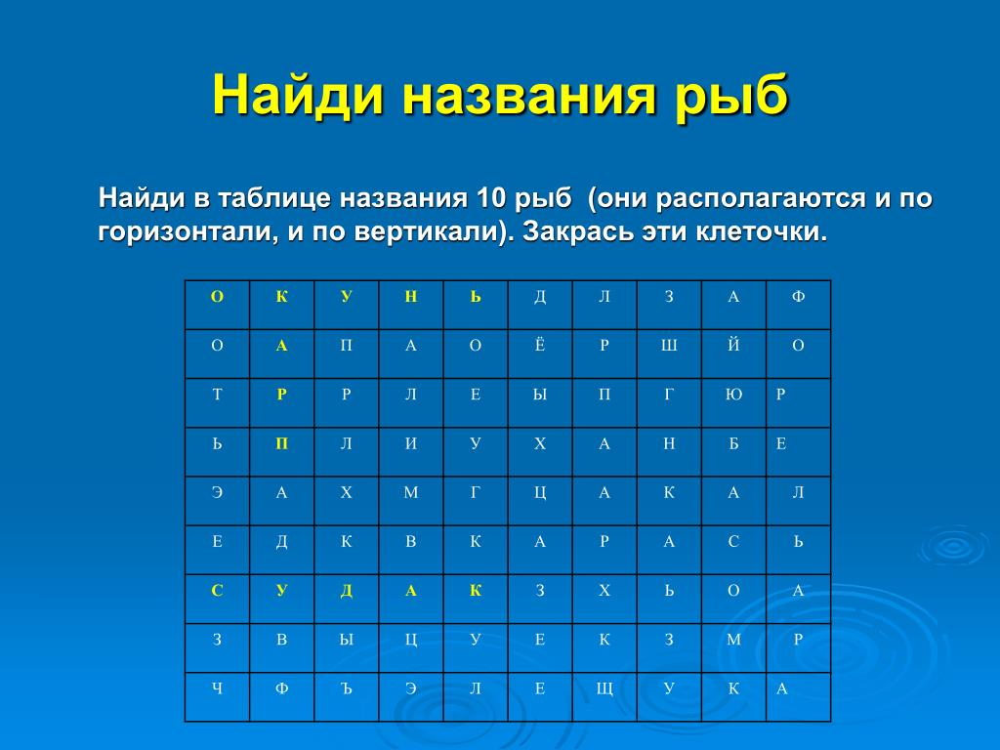 Найди названия рыб
Найди в таблице названия 10 рыб (они располагаются и по
горизонтали, и по вертикали). Закрась эти клеточки.
О К У Н Ь Д Л З А Ф
О А П А О Ё Р Ш Й О
Т Р Р Л Е Ы П Г Ю Р
Ь П Л И У Х А Н Б Е
Э А Х М Г Ц А К А Л
Е Д К В К А Р А С Ь
С У Д А К З Х Ь О А
З В Ы Ц У Е К З М Р
Ч Ф Ъ Э Л Е Щ У К А